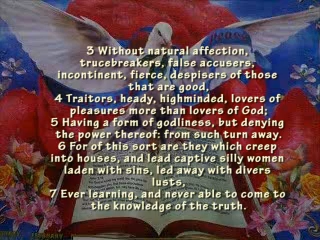 peace
3 Without natural affection,
trucebreakers, false accusers,
incontinent, fierce, despisers of those
that are good,
4 Traitors, heady, highminded, lovers of
pleasures more than lovers of God;
5 Having a form of godliness, but denying
the power thereof: from such turn away.
6 For of this sort are they which creep
into houses, and lead captive silly women
laden with sins, led away with divers
lusts,
7 Ever learning, and never able to come to
the knowledge of the truth.